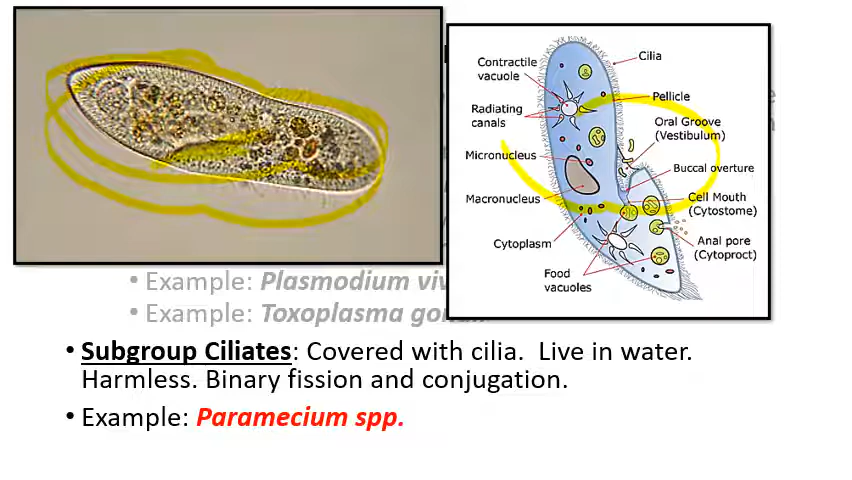 Contractile
vacuole
Cilia
Radiating
canals
Pellicle
Oral Groove
(Vestibulum)
Micronucleus
Buccal overture
Macronucleus
Cell Mouth
(Cytostome)
Cytoplasm
Anal pore
(Cytoproct)
Food
vacuoles
• Example: Plasmodium
• Example: Toxoplasma
• Subgroup Ciliates: Covered with cilia. Live in water.
Harmless. Binary fission and conjugation.
• Example: Paramecium spp.